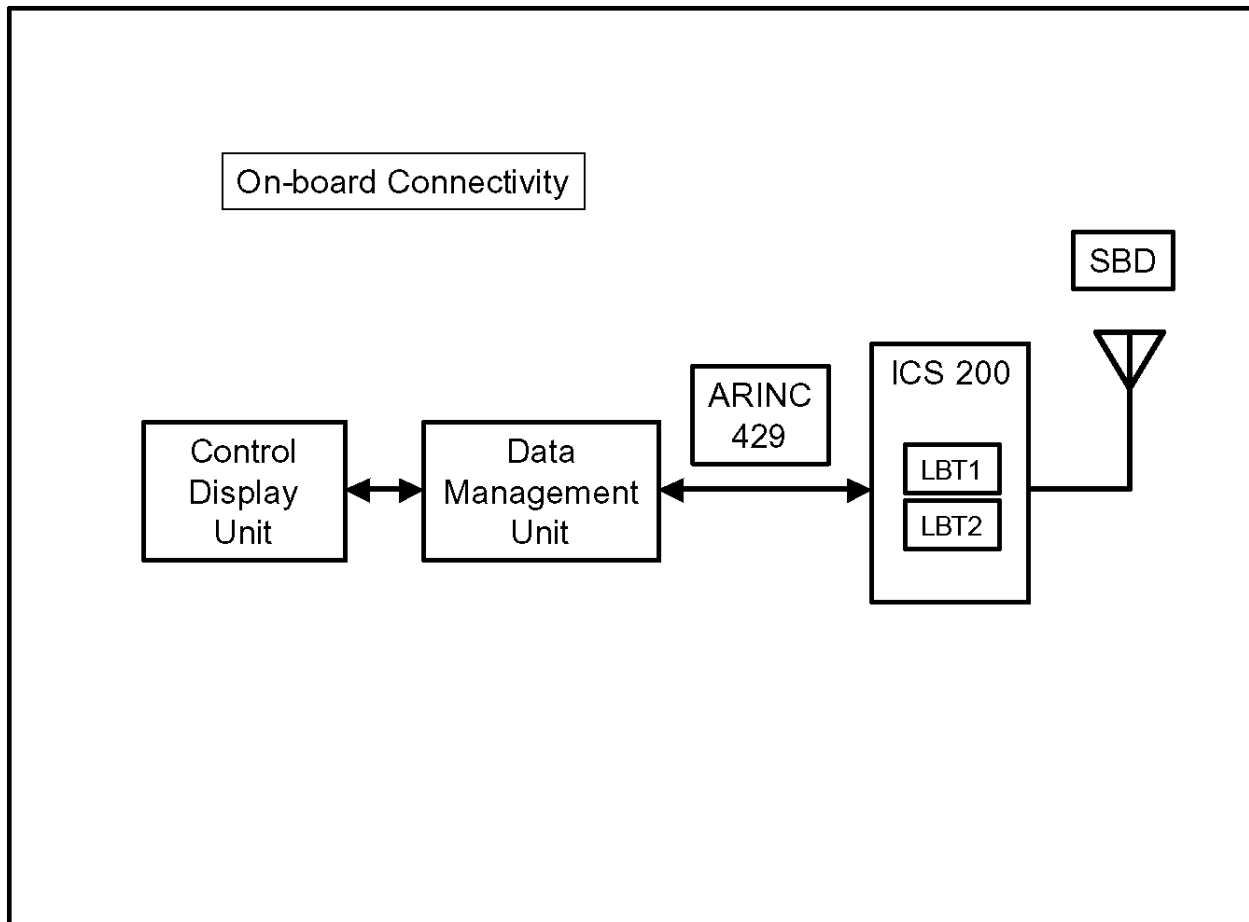 On-board Connectivity
SBD
ICS 200
ARINC
429
Control
Display
Unit
Data
Management
Unit
LBT1
LBT2